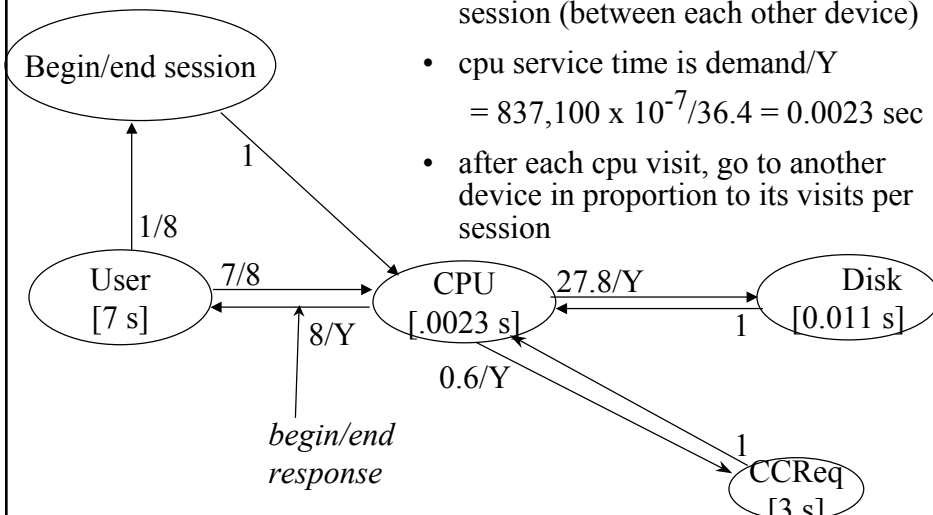 session (between each other device)
• cpu service time is demand/Y
= 837,100 x 10^-7/36.4 = 0.0023 sec
• after each cpu visit, go to another
device in proportion to its visits per
session
Begin/end session
1
1/8
User
[7 s]
7/8
8/Y
CPU
[.0023 s]
27.8/Y
1
Disk
[0.011 s]
0.6/Y
1
CCReq
[3 s]
begin/end
response